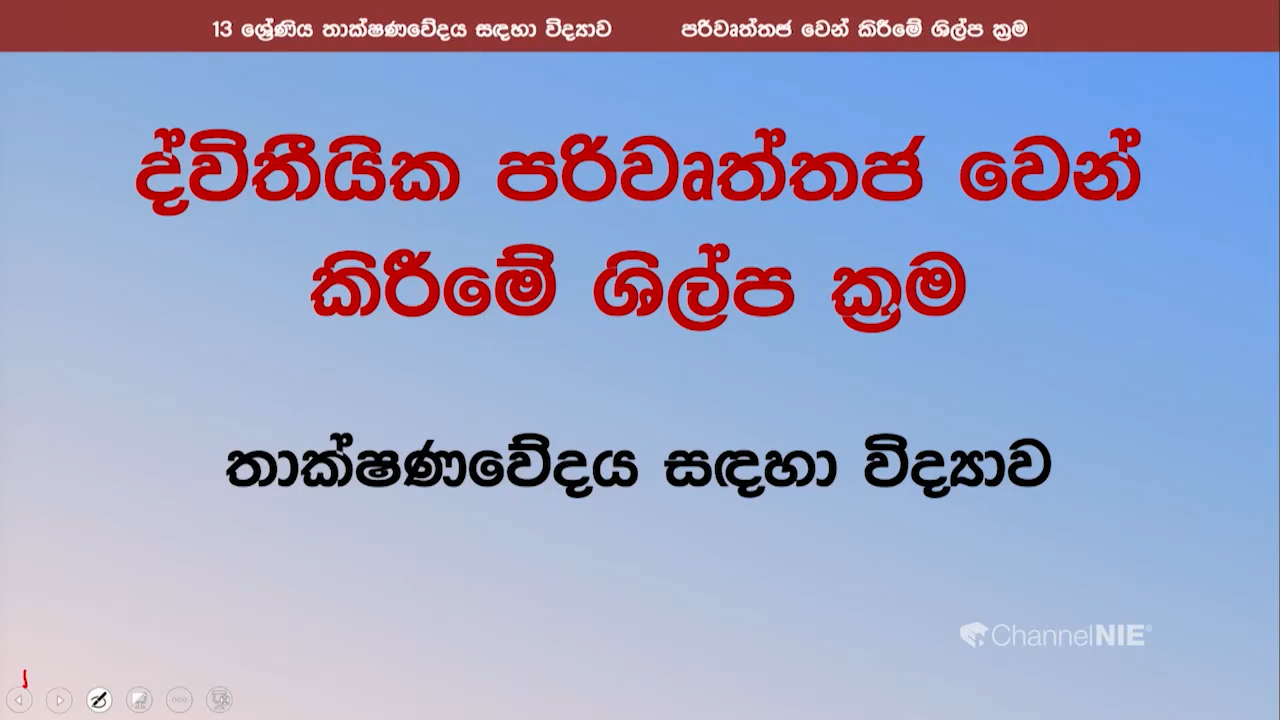 13 ශ්‍රේණිය තාක්ෂණවේදය සඳහා විද්‍යාව පරිවෘත්තජ වෙන් කිරීමේ ශිල්ප ක්‍රම
ද්විතීයික පරිවෘත්තජ වෙන්
කිරීමේ ශිල්ප ක්‍රම
තාක්ෂණවේදය සඳහා විද්‍යාව
ChannelNIE